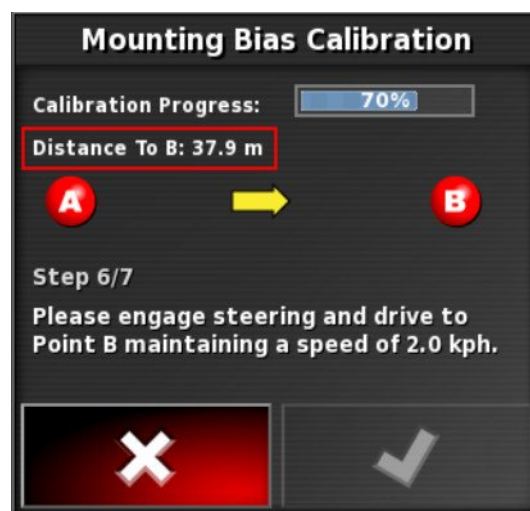 Mounting Bias Calibration
Calibration Progress: 70%
Distance To B: 37.9 m
A B
Step 6/7
Please engage steering and drive to
Point B maintaining a speed of 2.0 kph.